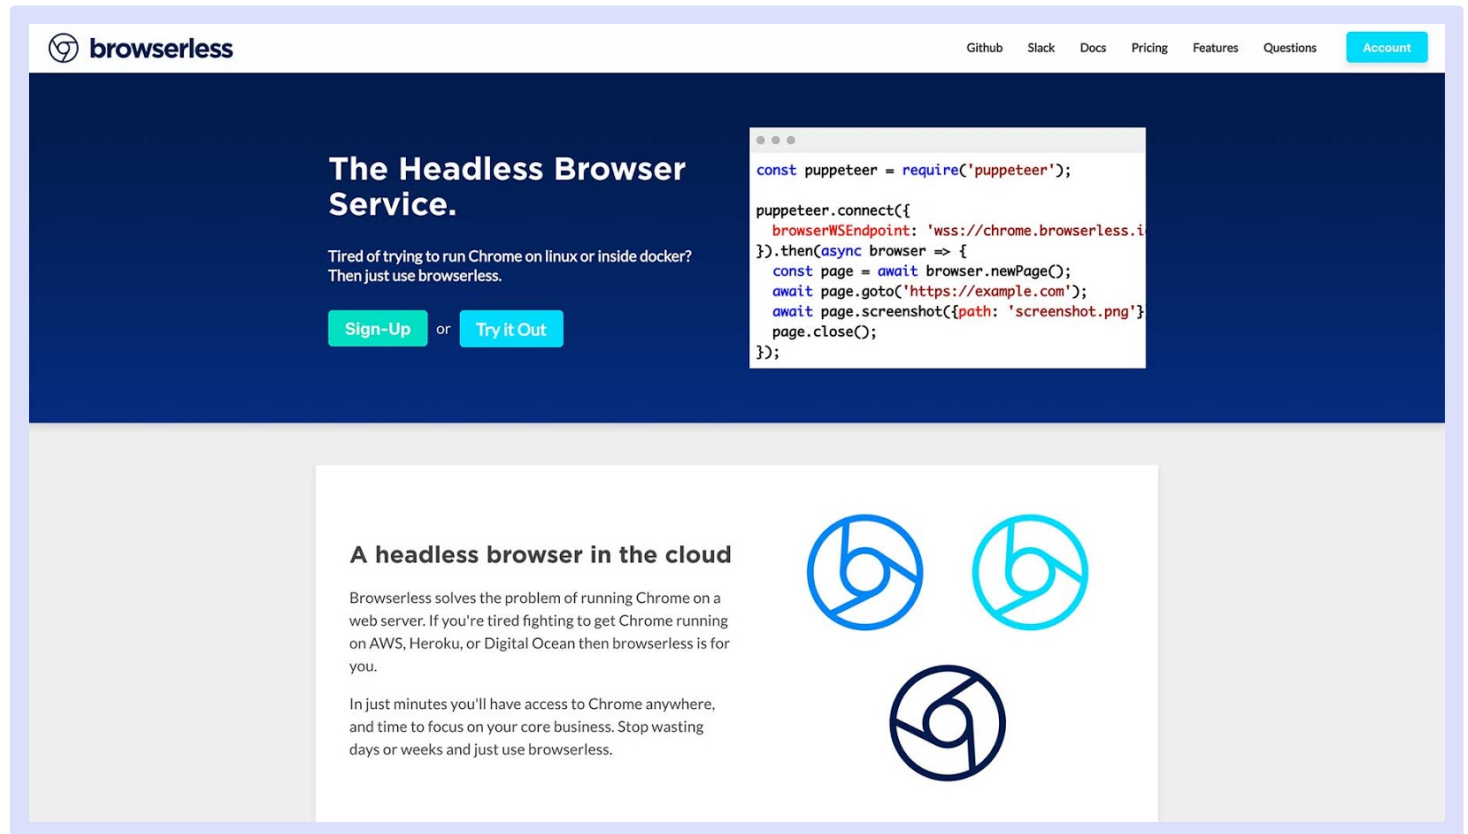 browserless
Github Slack Docs Pricing Features Questions Account
The Headless Browser
Service.
Tired of trying to run Chrome on linux or inside docker?
Then just use browserless.
Sign-Up or Try it Out
const puppeteer = require('puppeteer');
puppeteer.connect({
browserWSEndpoint: 'wss://chrome.browserless.i
}).then(async browser => {
const page = await browser.newPage();
await page.goto('https://example.com');
await page.screenshot({path: 'screenshot.png'}
page.close();
});
A headless browser in the cloud
Browserless solves the problem of running Chrome on a
web server. If you're tired fighting to get Chrome running
on AWS, Heroku, or Digital Ocean then browserless is for
you.
In just minutes you'll have access to Chrome anywhere,
and time to focus on your core business. Stop wasting
days or weeks and just use browserless.